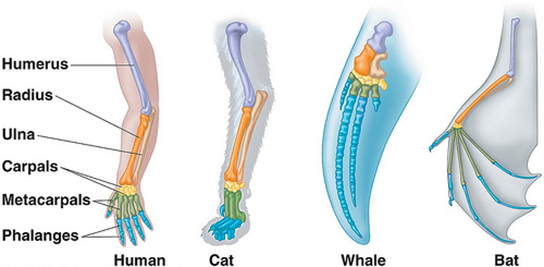 Humerus
Radius
Ulna
Carpals
Metacarpals
Phalanges
Human
Cat
Whale
Bat